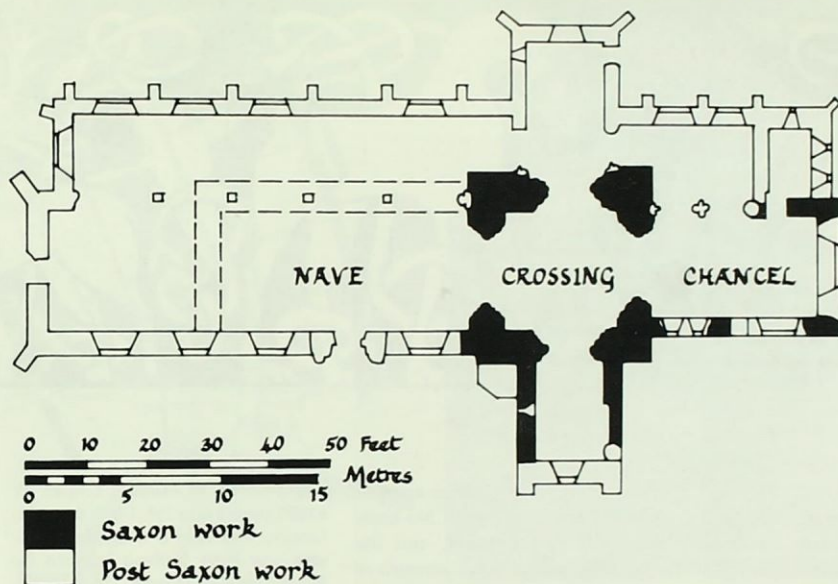 NAVE CROSSING CHANCEL
0 10 20 30 40 50 Feet
Metres
0 5 10 15
Saxon work
Post Saxon work